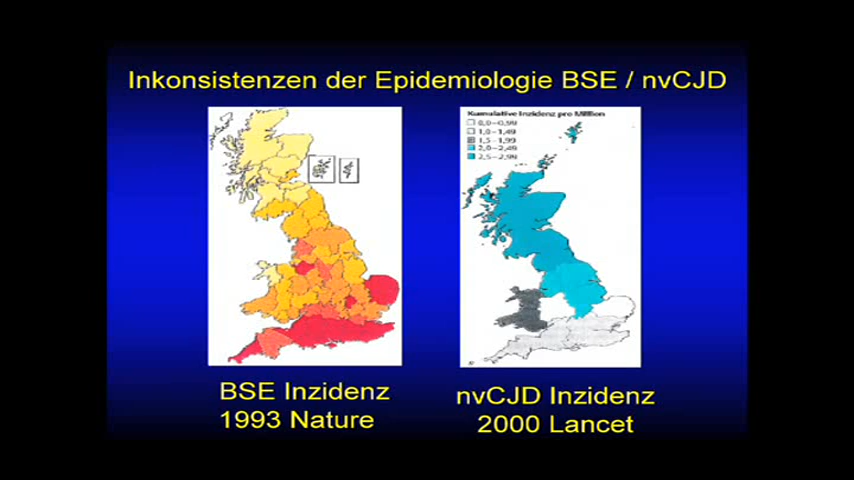 Inkonsistenzen der Epidemiologie BSE / nvCJD
Kumulative Inzidenz pro Million
0,0–0,99
1,0–1,49
1,5–1,99
2,0–2,49
2,5–2,99
BSE Inzidenz
1993 Nature
nvCJD Inzidenz
2000 Lancet